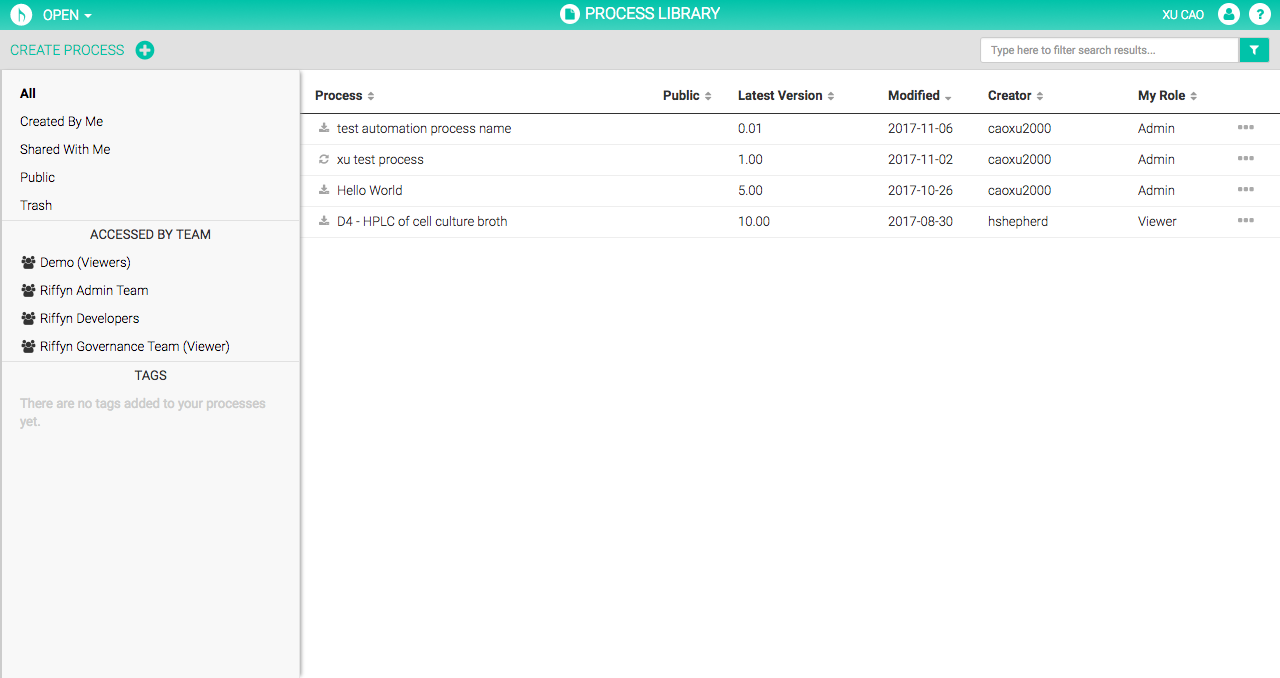 OPEN
PROCESS LIBRARY
XU CAO
?
CREATE PROCESS
Type here to filter search results...
All
Created By Me
Shared With Me
Public
Trash
ACCESSED BY TEAM
Demo (Viewers)
Riffyn Admin Team
Riffyn Developers
Riffyn Governance Team (Viewer)
TAGS
There are no tags added to your processes
yet.
Process Public Latest Version Modified Creator My Role
test automation process name 0.01 2017-11-06 caoxu2000 Admin
xu test process 1.00 2017-11-02 caoxu2000 Admin
Hello World 5.00 2017-10-26 caoxu2000 Admin
D4 - HPLC of cell culture broth 10.00 2017-08-30 hshepherd Viewer